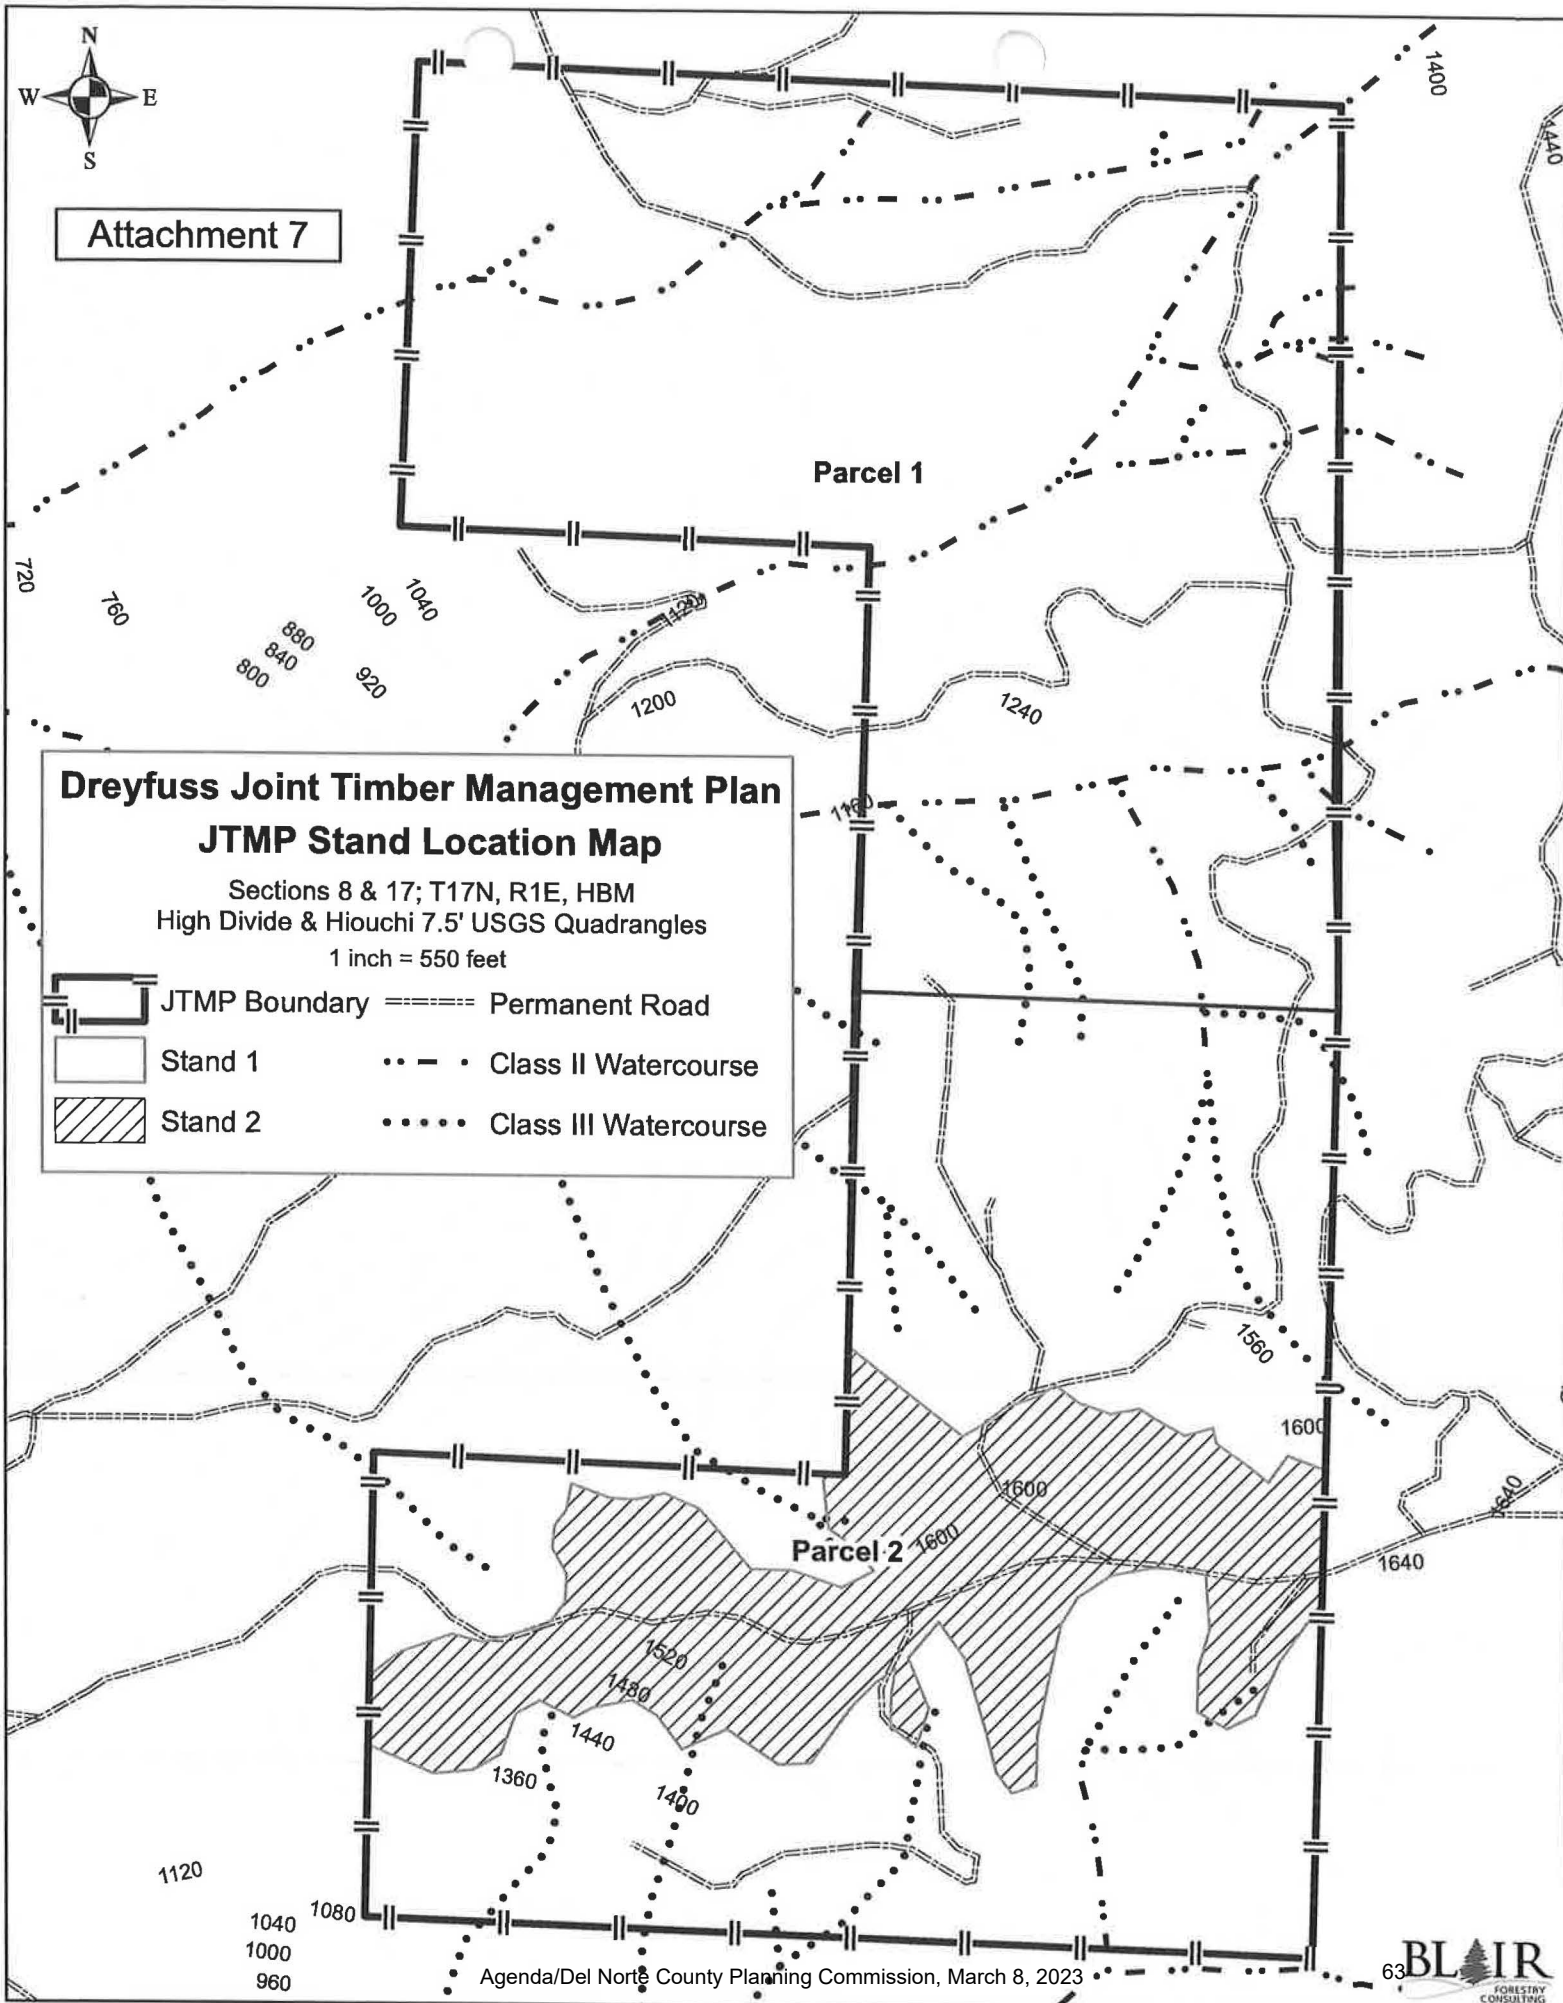 N
W E
S
1400
1440
Attachment 7
Parcel 1
720
760
1000
1040
880
840
800
920
1120
1200
1240
1160
Dreyfuss Joint Timber Management Plan
JTMP Stand Location Map
Sections 8 & 17; T17N, R1E, HBM
High Divide & Hiouchi 7.5' USGS Quadrangles
1 inch = 550 feet
JTMP Boundary
Permanent Road
Stand 1
Class II Watercourse
Stand 2
Class III Watercourse
1560
1600
1600
1640
Parcel 2
1600
1640
1520
1480
1440
1360
1400
1120
1080
1040
1000
960
Agenda/Del Norte County Planning Commission, March 8, 2023
63
BLAIR
FORESTRY
CONSULTING